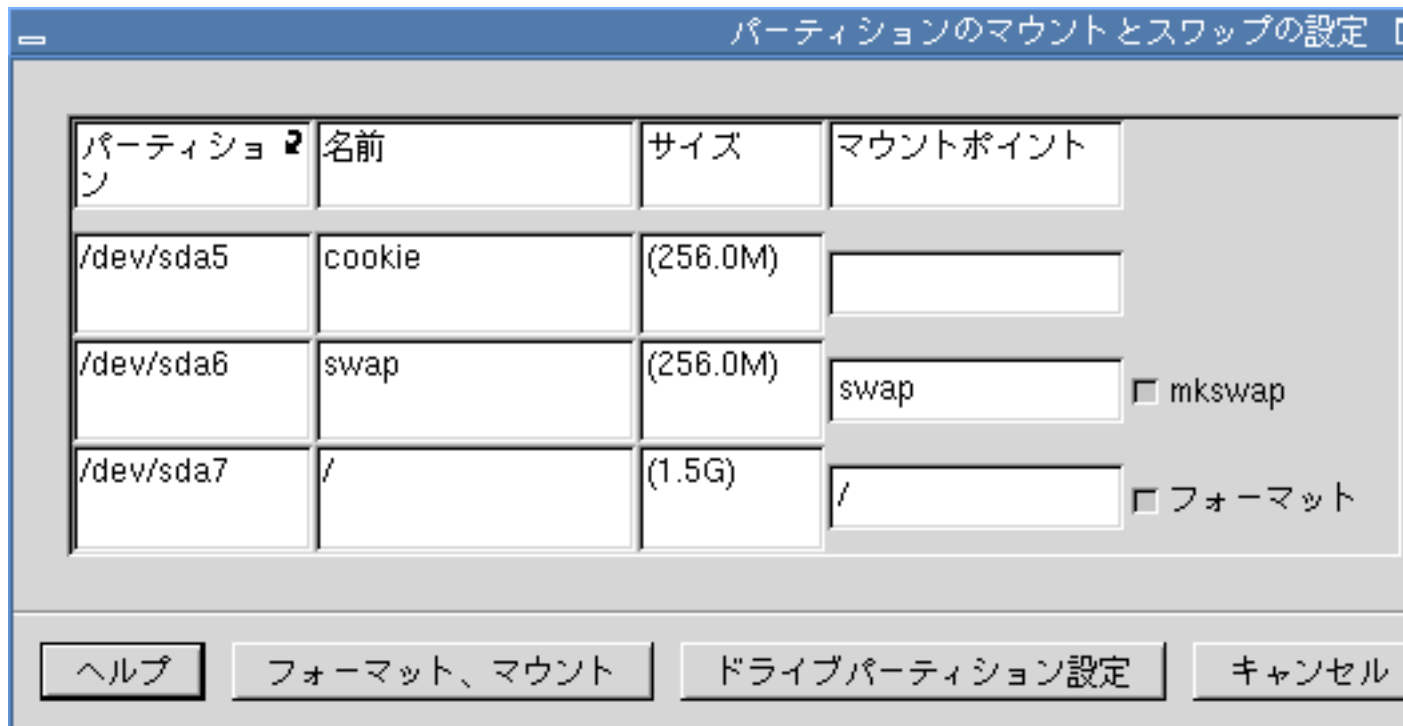 パーティションのマウントとスワップの設定
パーティショ 名前 サイズ マウントポイント
ン
/dev/sda5 cookie (256.0M)
/dev/sda6 swap (256.0M) swap mkswap
/dev/sda7 / (1.5G) / フォーマット
ヘルプ フォーマット、マウント ドライブパーティション設定 キャンセル